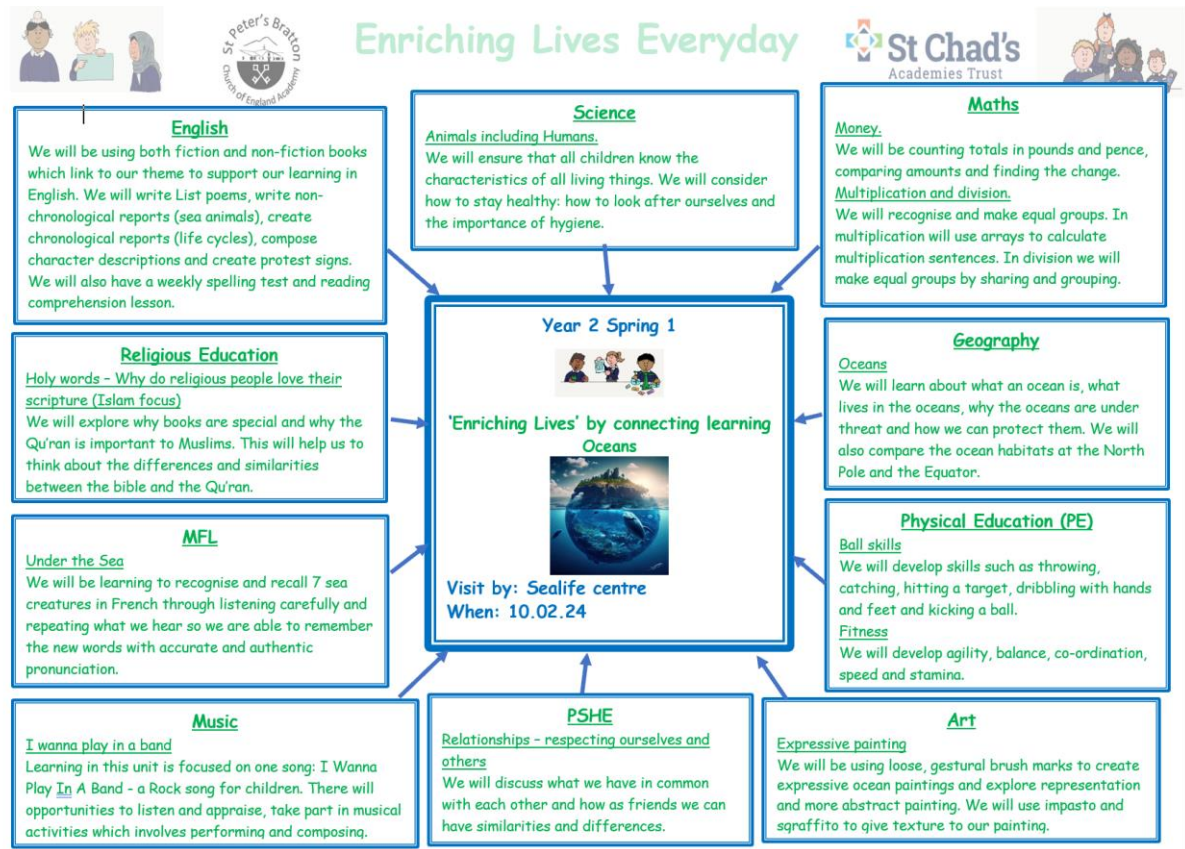 St Peter's Bratton
Church of England Academy
Enriching Lives Everyday
St Chad's
Academies Trust
English
We will be using both fiction and non-fiction books
which link to our theme to support our learning in
English. We will write List poems, write non-
chronological reports (sea animals), create
chronological reports (life cycles), compose
character descriptions and create protest signs.
We will also have a weekly spelling test and reading
comprehension lesson.
Science
Animals including Humans.
We will ensure that all children know the
characteristics of all living things. We will consider
how to stay healthy: how to look after ourselves and
the importance of hygiene.
Maths
Money.
We will be counting totals in pounds and pence,
comparing amounts and finding the change.
Multiplication and division.
We will recognise and make equal groups. In
multiplication will use arrays to calculate
multiplication sentences. In division we will
make equal groups by sharing and grouping.
Religious Education
Holy words – Why do religious people love their
scripture (Islam focus)
We will explore why books are special and why the
Qu'ran is important to Muslims. This will help us to
think about the differences and similarities
between the bible and the Qu'ran.
Year 2 Spring 1
'Enriching Lives' by connecting learning
Oceans
Visit by: Sealife centre
When: 10.02.24
Geography
Oceans
We will learn about what an ocean is, what
lives in the oceans, why the oceans are under
threat and how we can protect them. We will
also compare the ocean habitats at the North
Pole and the Equator.
MFL
Under the Sea
We will be learning to recognise and recall 7 sea
creatures in French through listening carefully and
repeating what we hear so we are able to remember
the new words with accurate and authentic
pronunciation.
Physical Education (PE)
Ball skills
We will develop skills such as throwing,
catching, hitting a target, dribbling with hands
and feet and kicking a ball.
Fitness
We will develop agility, balance, co-ordination,
speed and stamina.
Music
I wanna play in a band
Learning in this unit is focused on one song: I Wanna
Play In A Band - a Rock song for children. There will
opportunities to listen and appraise, take part in musical
activities which involves performing and composing.
PSHE
Relationships – respecting ourselves and
others
We will discuss what we have in common
with each other and how as friends we can
have similarities and differences.
Art
Expressive painting
We will be using loose, gestural brush marks to create
expressive ocean paintings and explore representation
and more abstract painting. We will use impasto and
sgraffito to give texture to our painting.